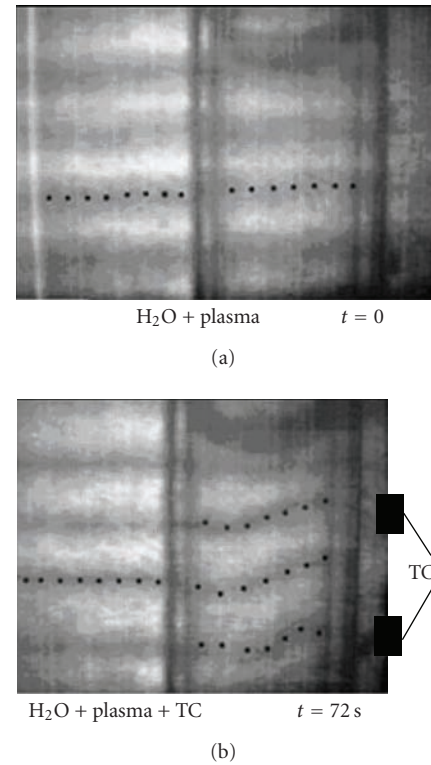 H₂O + plasma t = 0
(a)
TC
H₂O + plasma + TC t = 72 s
(b)